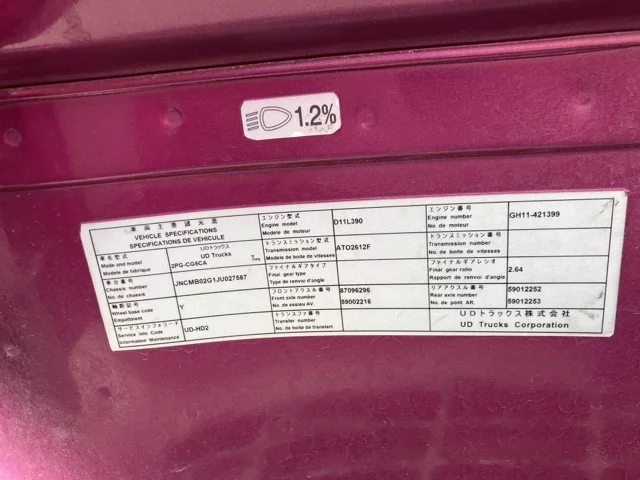 1.2%
車両主要諸元表
VEHICLE SPECIFICATIONS
SPECIFICATIONS DE VEHICULE
車名型式
Make and model
Modele de fabrique
UDトラックス
UD Trucks
2PG-CG5CA
車台番号
Chassis number
No. de chassis
JNCMB02G1JU027587
軸距記号
Wheel base code
Empattement
Y
サービスインフォコード
Service Info Code
Information Maintenance
UD-HD2
エンジン型式
Engine model
Modele de moteur
D11L390
トランスミッション型式
Transmission model
Modele de boite de vitesses
ATO2612F
ファイナルギアタイプ
Final gear type
Type de renvoi d'angle
フロントアクスル番号
Front axle number
No. de essieu AV
87096296
59002216
トランスファ番号
Transfer number
No. de boite de transfert
エンジン番号
Engine number
No. de moteur
GH11-421399
トランスミッション番号
Transmission number
No. de boite de vitesses
ファイナルギアレシオ
Final gear ratio
Rapport de renvoi d'angle
2.64
リアアクスル番号
Rear axle number
No. de pont AR.
59012252
59012253
UDトラックス株式会社
UD Trucks Corporation